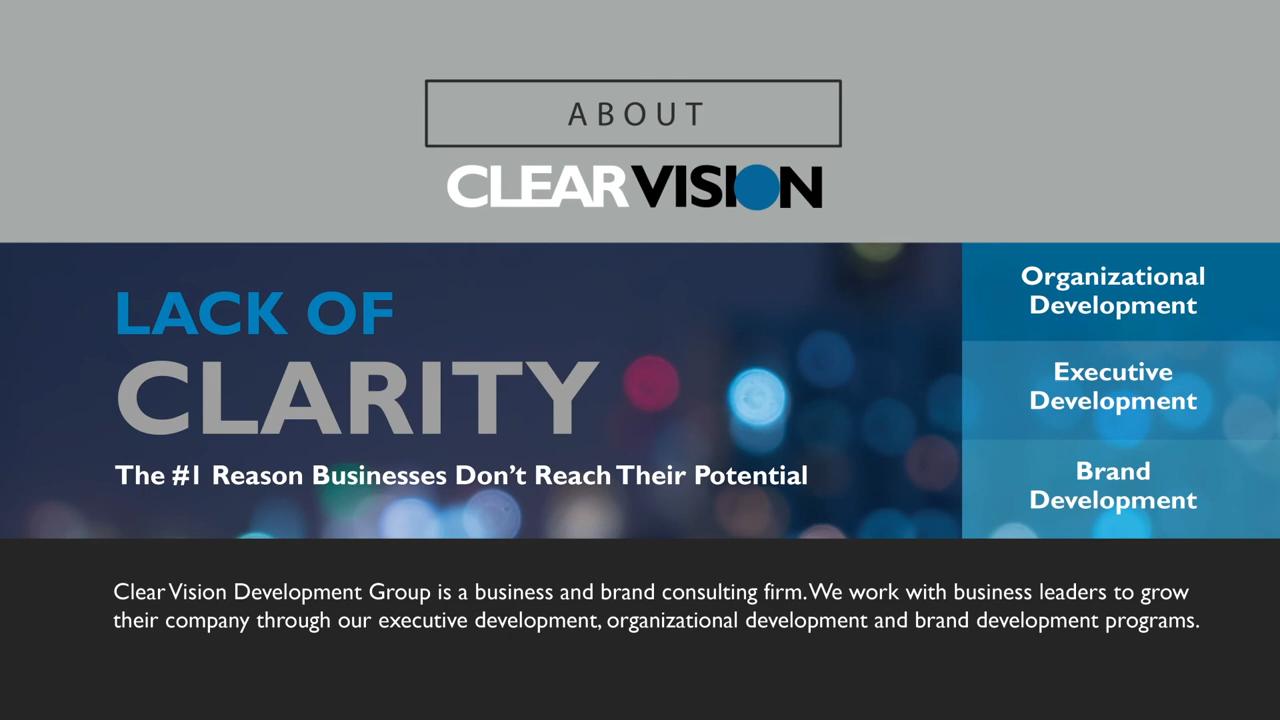 ABOUT
CLEAR VISION
LACK OF
CLARITY
The #1 Reason Businesses Don’t Reach Their Potential
Organizational
Development
Executive
Development
Brand
Development
Clear Vision Development Group is a business and brand consulting firm. We work with business leaders to grow
their company through our executive development, organizational development and brand development programs.